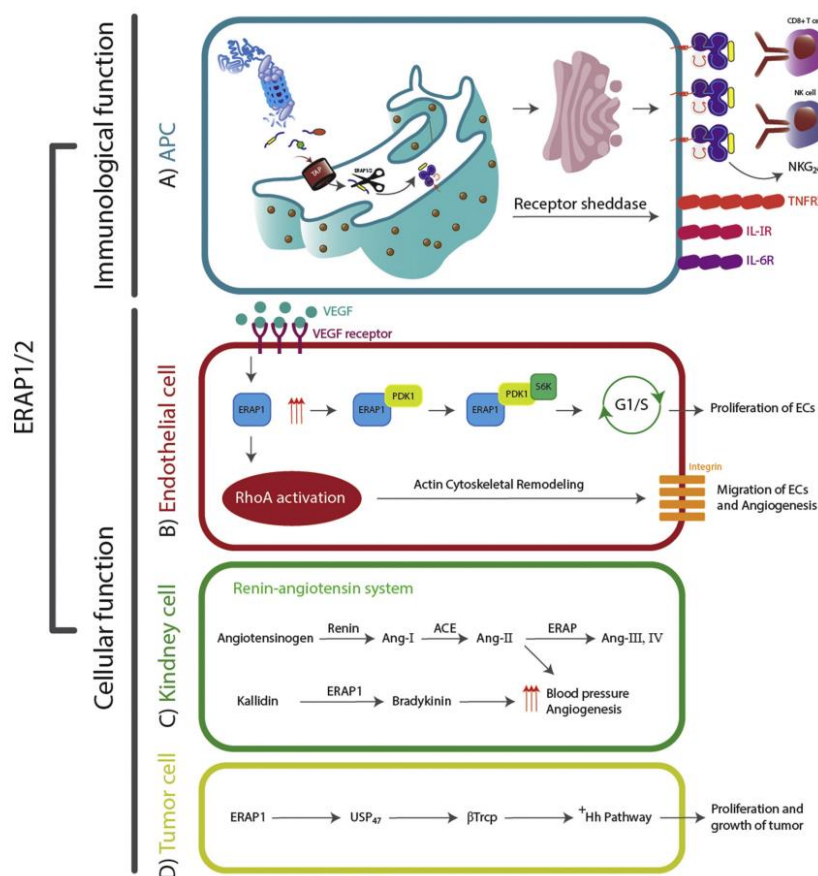 ERAP1/2
Immunological function
Cellular function
A) APC
TAP
ERAP1/2
Receptor sheddase
CD8+ T
NK cell
TNFR
IL-IR
IL-6R
VEGF
VEGF receptor
B) Endothelial cell
ERAP1
ERAP1
PDK1
ERAP1
PDK1
S6K
G1/S
Proliferation of ECs
RhoA activation
Actin Cytoskeletal Remodeling
Integrin
Migration of ECs
and Angiogenesis
C) Kidney cell
Renin-angiotensin system
Angiotensinogen Renin Ang-I ACE Ang-II ERAP Ang-III, IV
Kallidin ERAP1 Bradykinin
Blood pressure
Angiogenesis
D) Tumor cell
ERAP1 USP47 βTrcp +Hh Pathway
Proliferation and
growth of tumor